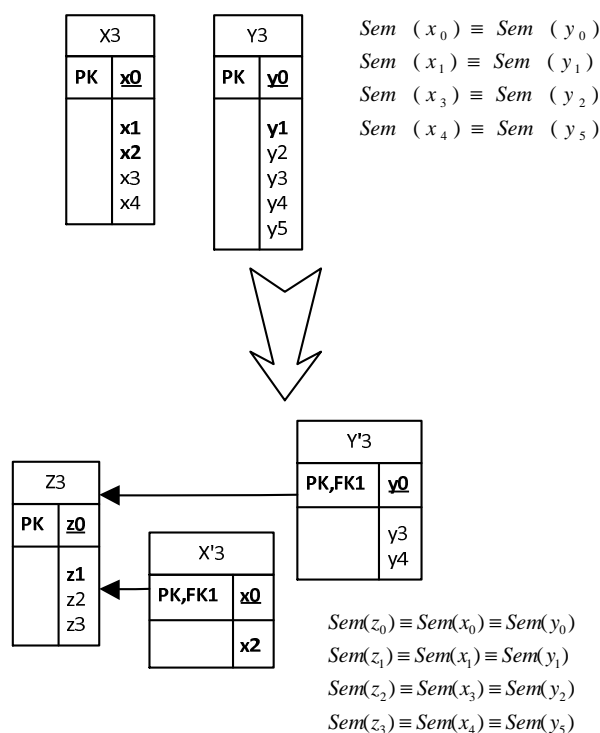 X3
PK x0
x1
x2
x3
x4
Y3
PK y0
y1
y2
y3
y4
y5
Sem ( x₀ ) ≡ Sem ( y₀ )
Sem ( x₁ ) ≡ Sem ( y₁ )
Sem ( x₃ ) ≡ Sem ( y₂ )
Sem ( x₄ ) ≡ Sem ( y₅ )
Y'3
PK,FK1 y0
y3
y4
Z3
PK z0
z1
z2
z3
X'3
PK,FK1 x0
x2
Sem(z₀)≡Sem(x₀)≡Sem(y₀)
Sem(z₁)≡Sem(x₁)≡Sem(y₁)
Sem(z₂)≡Sem(x₃)≡Sem(y₂)
Sem(z₃)≡Sem(x₄)≡Sem(y₅)